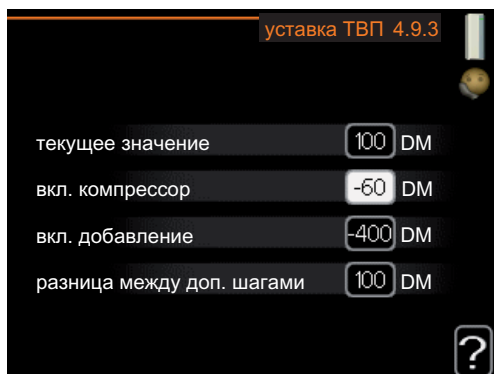 уставка ТВП 4.9.3
текущее значение 100 DM
вкл. компрессор -60 DM
вкл. добавление -400 DM
разница между доп. шагами 100 DM
?